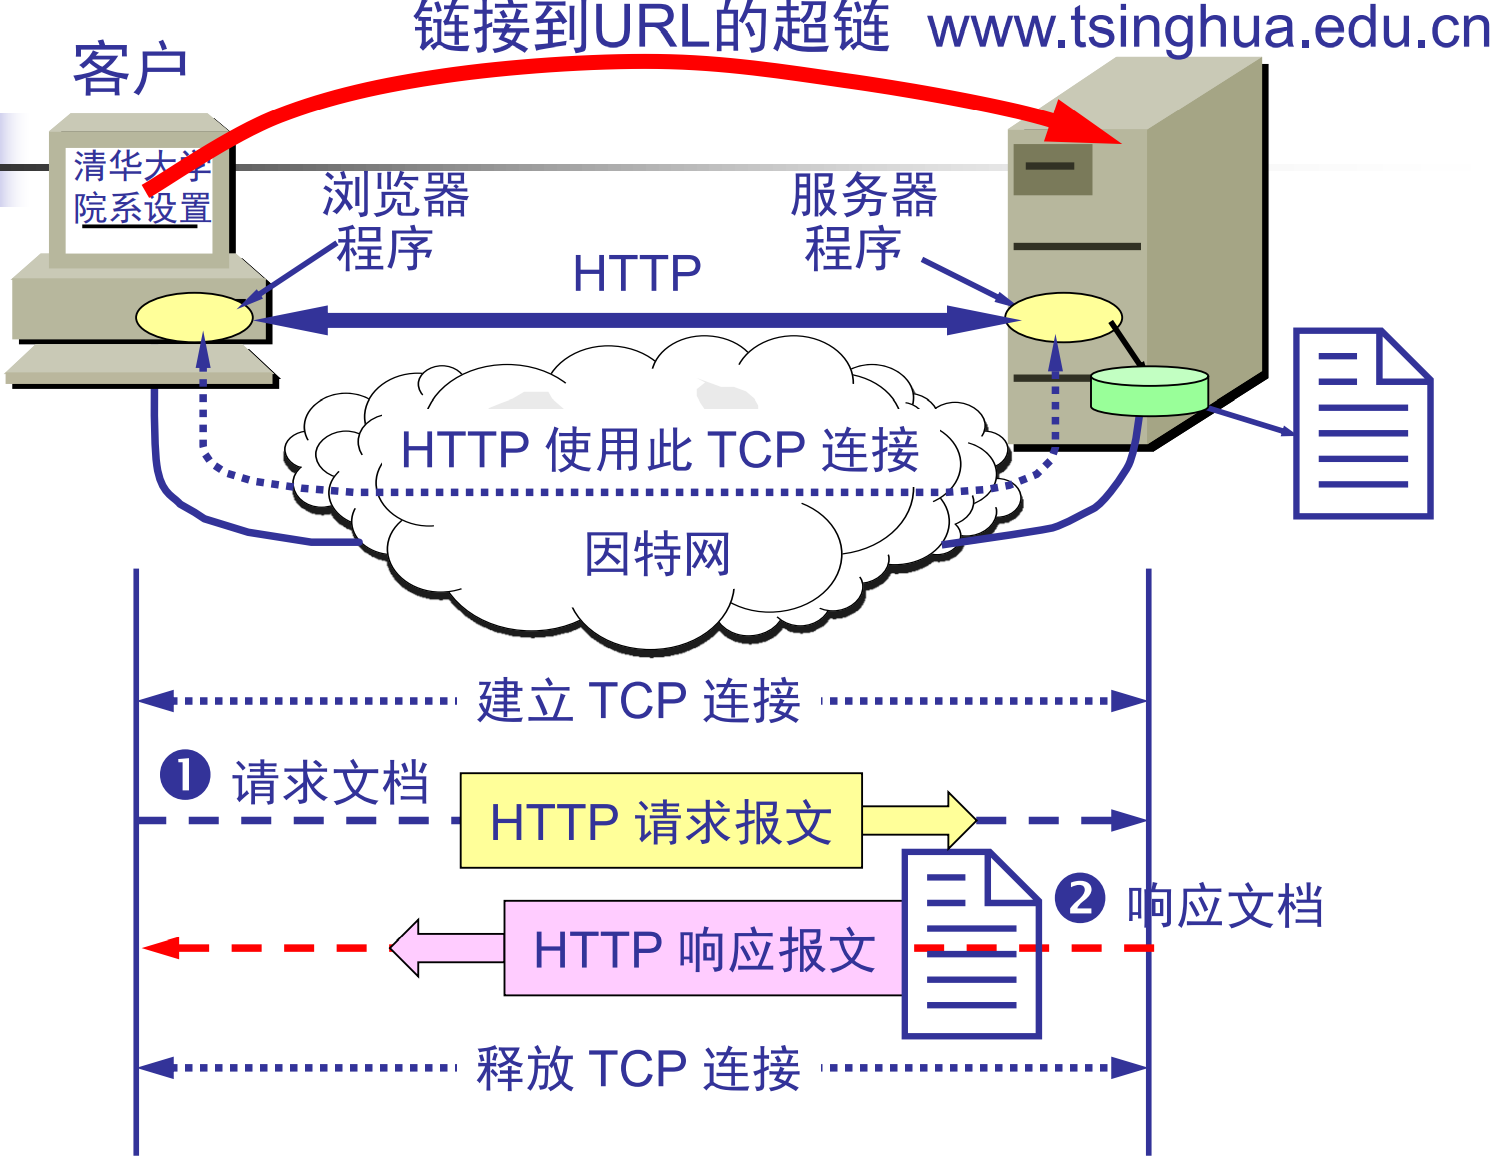 链接到URL的超链 www.tsinghua.edu.cn
客户
清华大学
院系设置
浏览器
程序
服务器
程序
HTTP
HTTP 使用此 TCP 连接
因特网
建立 TCP 连接
❶ 请求文档
HTTP 请求报文
❷ 响应文档
HTTP 响应报文
释放 TCP 连接